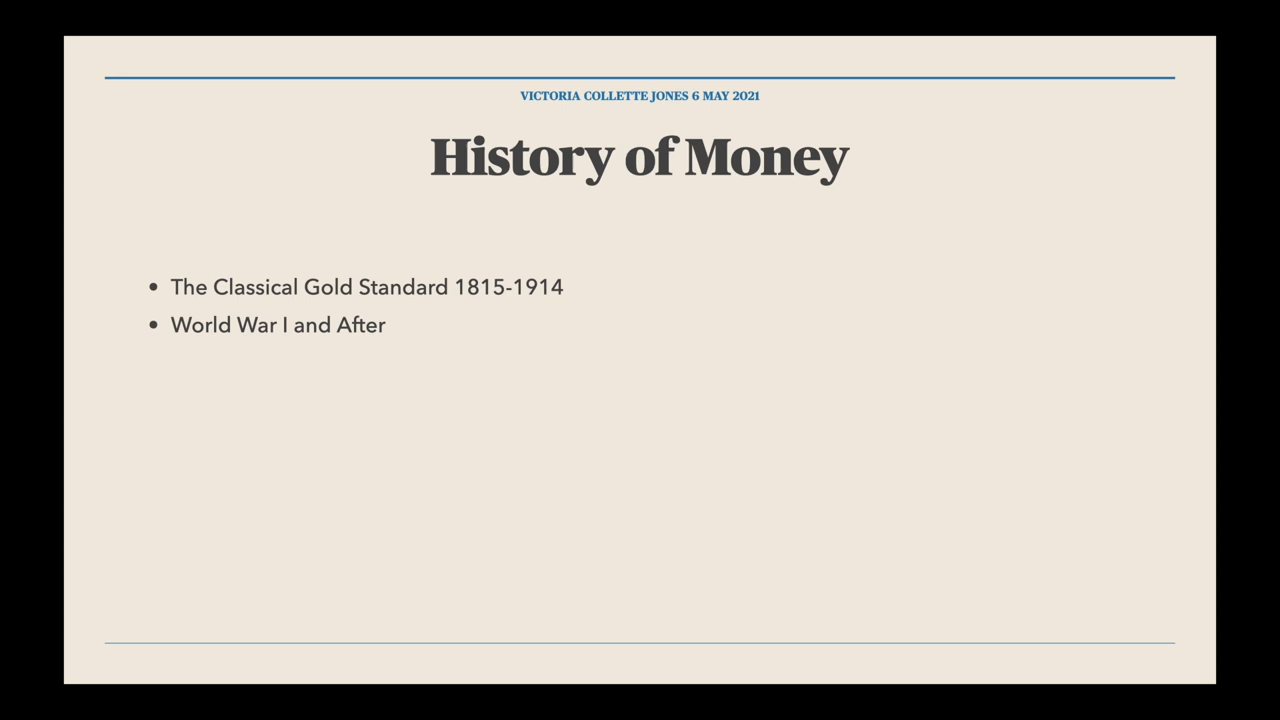 VICTORIA COLLETTE JONES 6 MAY 2021
History of Money
• The Classical Gold Standard 1815-1914
• World War I and After